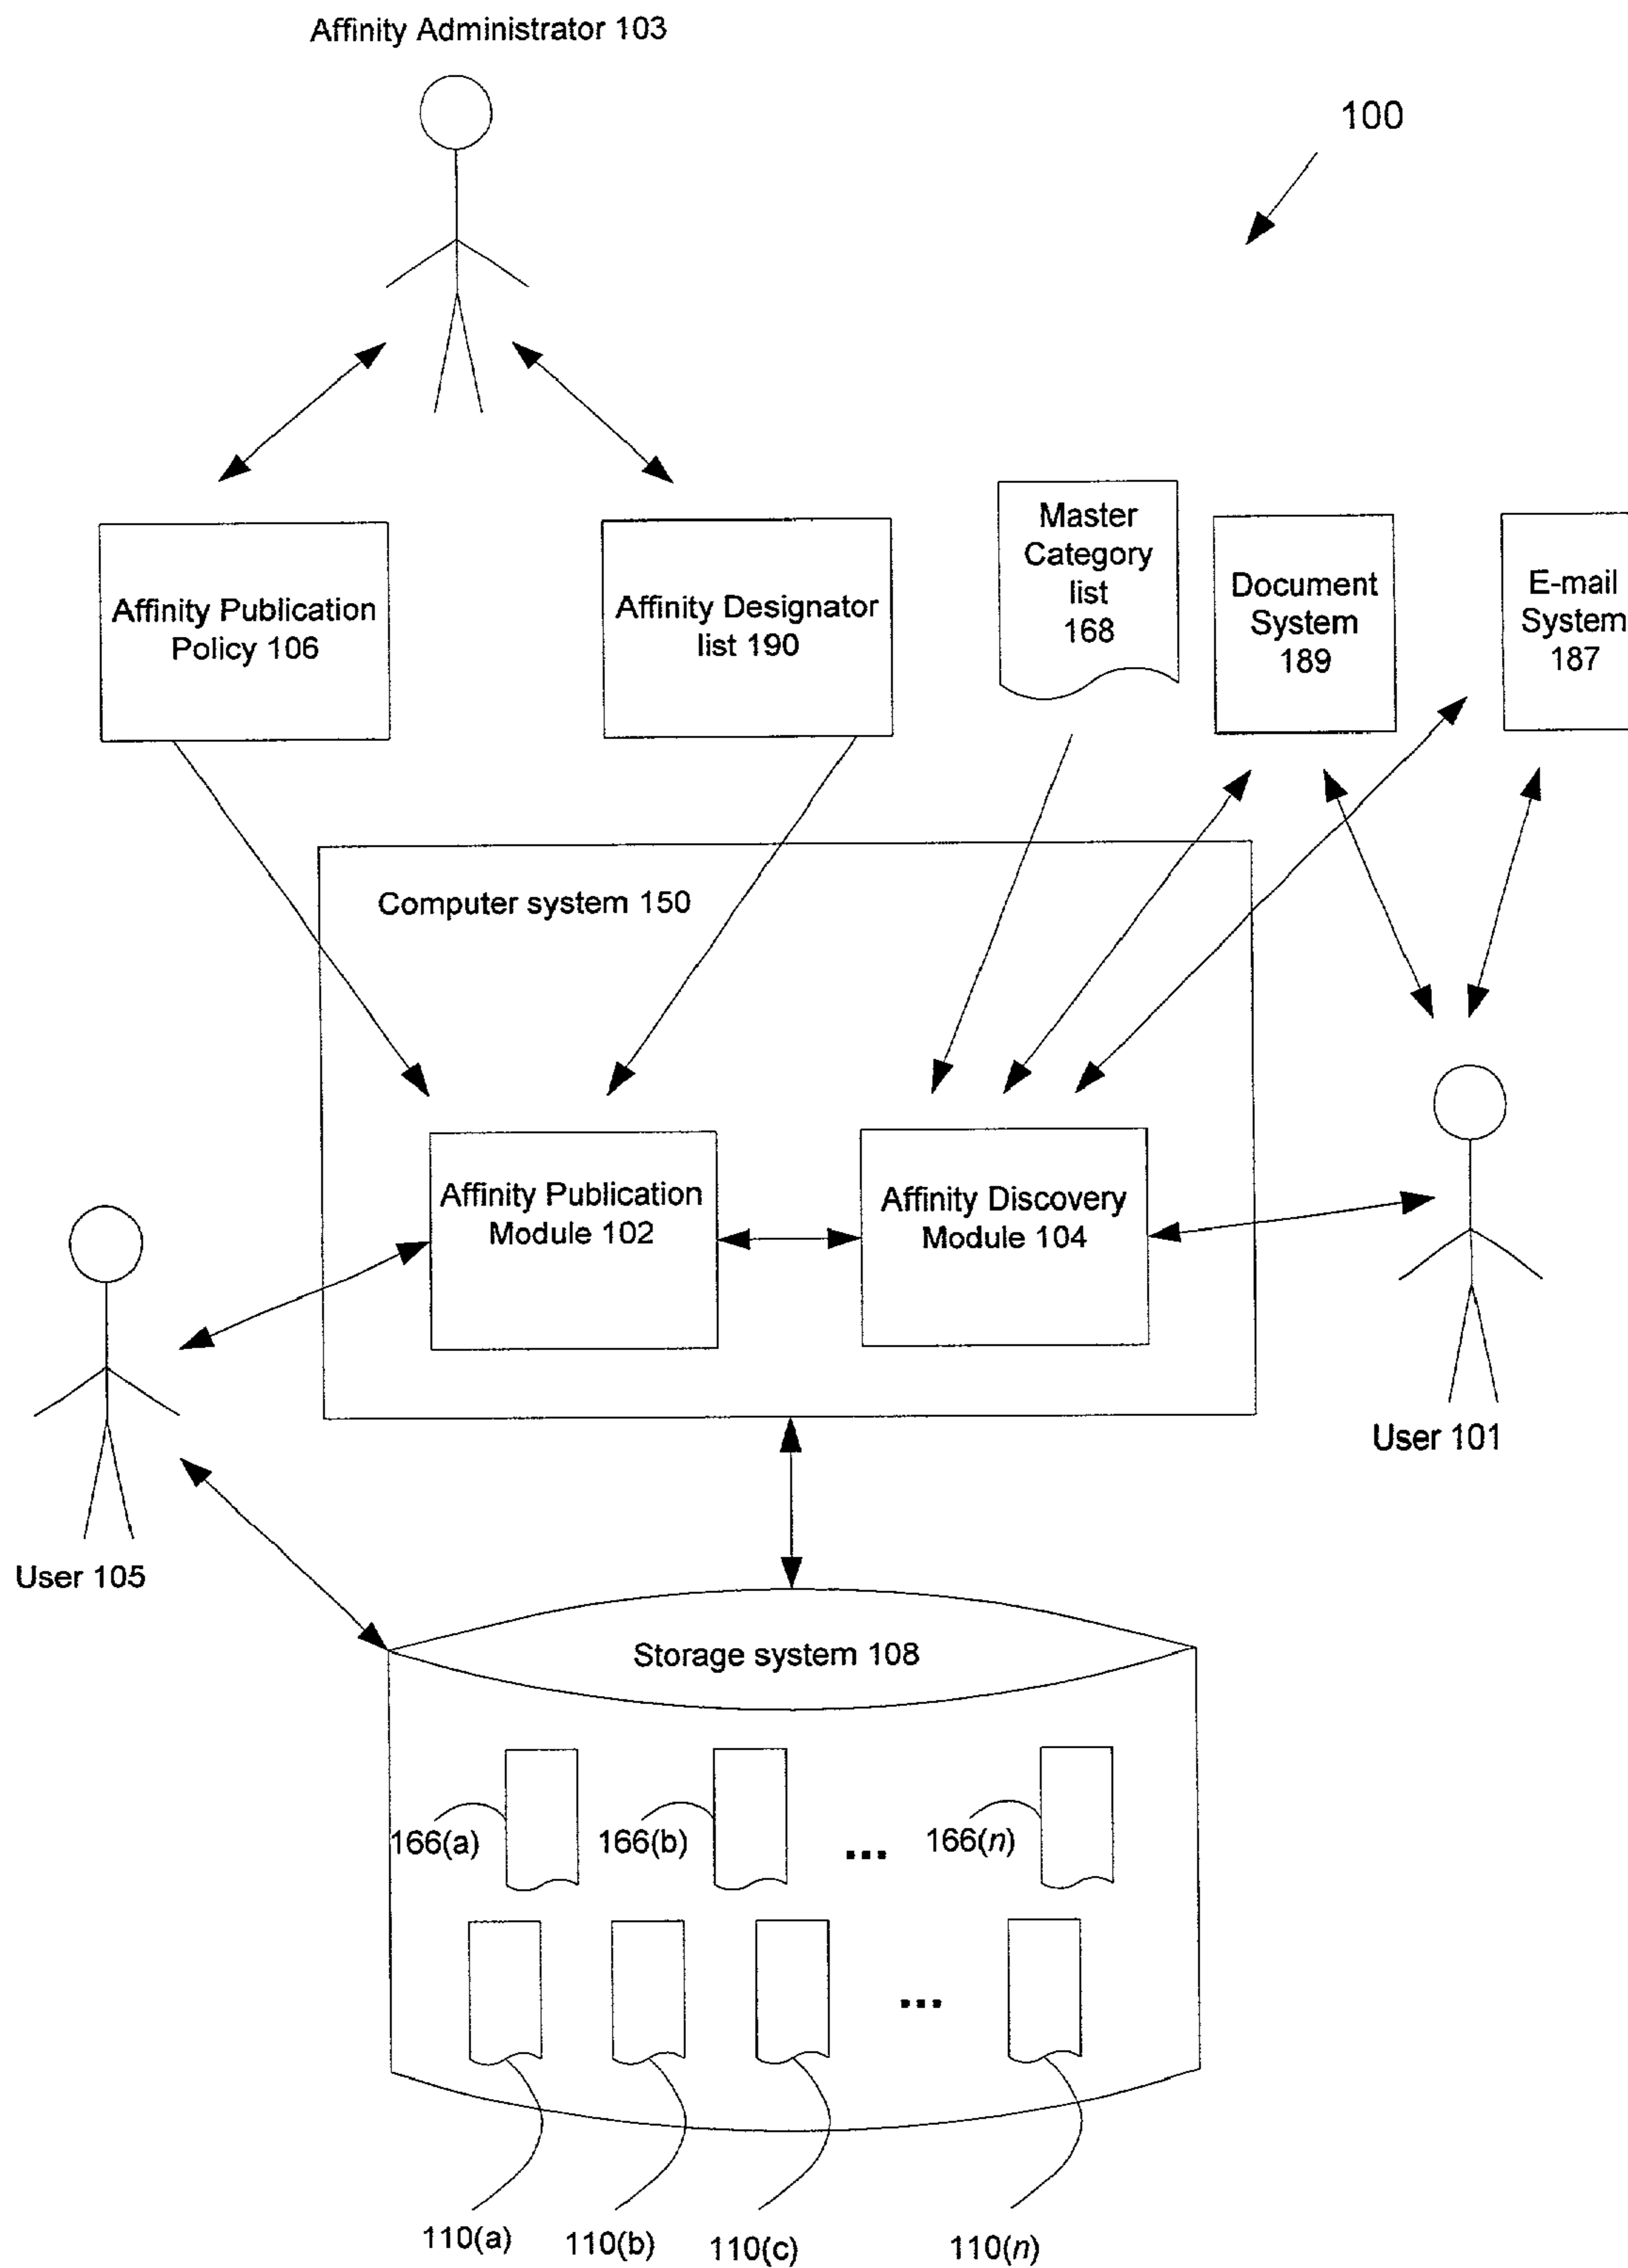 Affinity Administrator 103
100
Affinity Publication
Policy 106
Affinity Designator
list 190
Master
Category
list
168
Document
System
189
E-mail
System
187
Computer system 150
Affinity Publication
Module 102
Affinity Discovery
Module 104
User 101
User 105
Storage system 108
166(a)
166(b)
...
166(n)
...
110(a)
110(b)
110(c)
110(n)